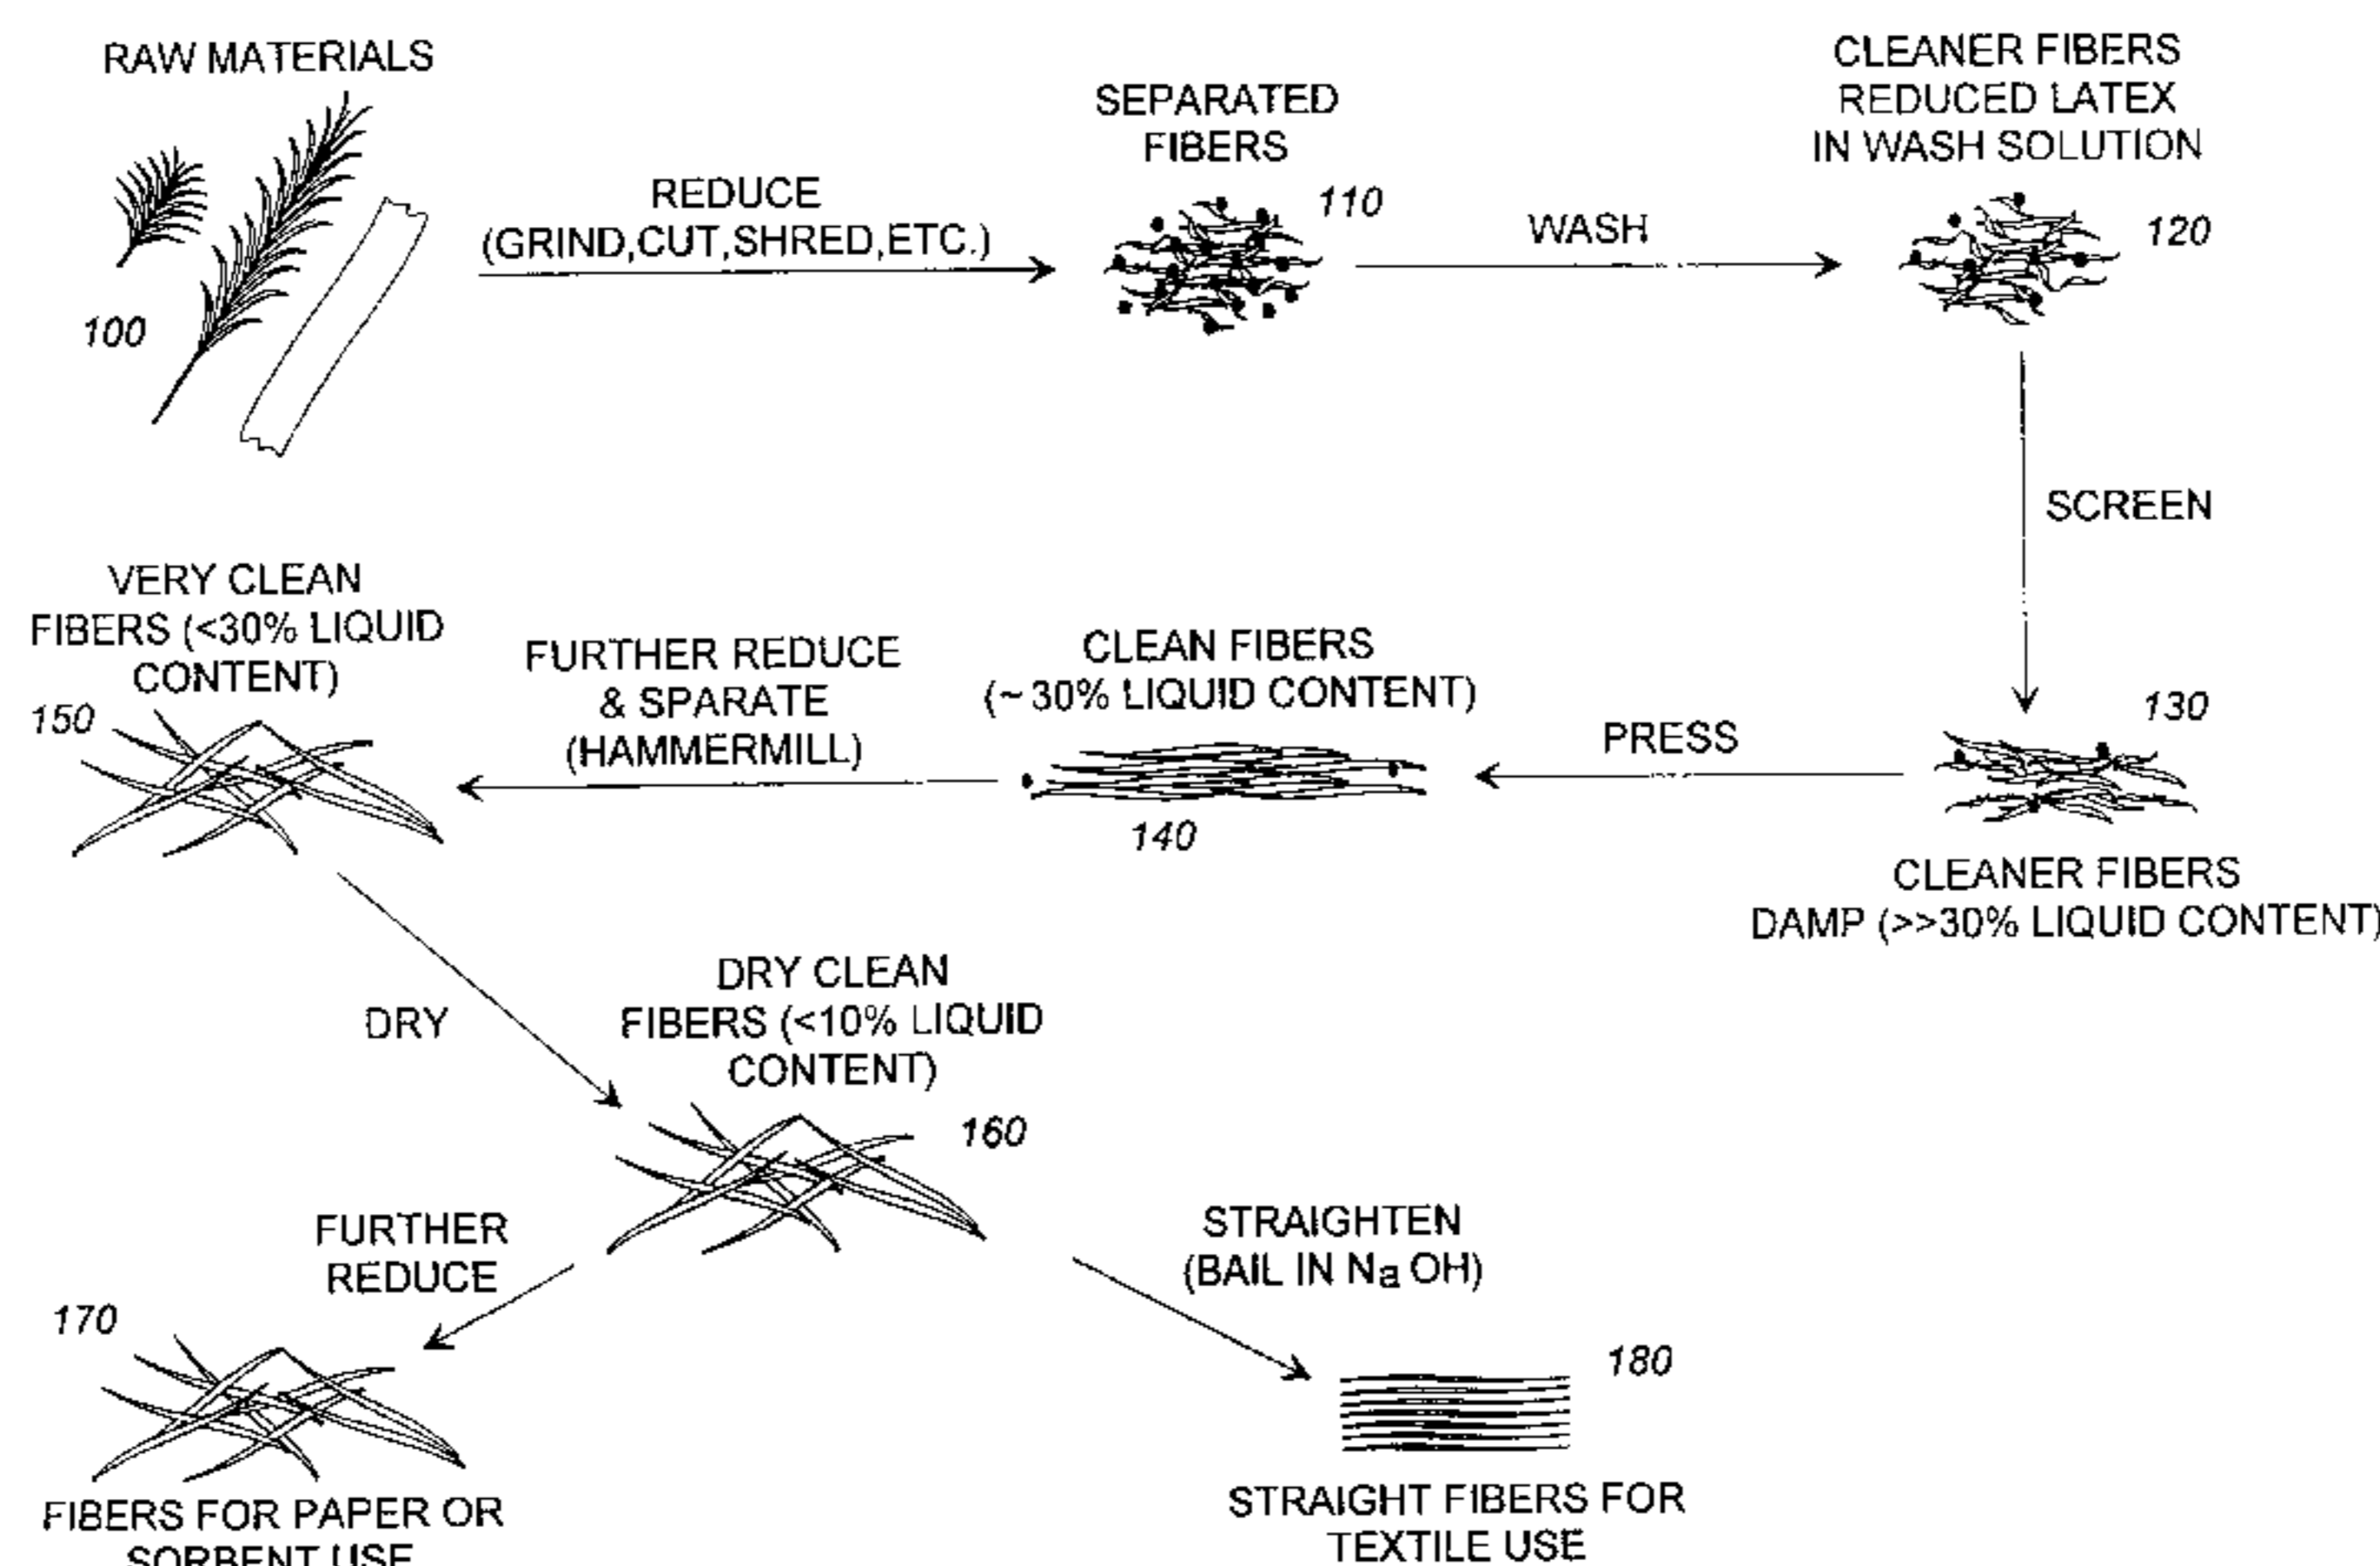 RAW MATERIALS
100
REDUCE
(GRIND,CUT,SHRED,ETC.)
SEPARATED
FIBERS
110
WASH
CLEANER FIBERS
REDUCED LATEX
IN WASH SOLUTION
120
SCREEN
130
CLEANER FIBERS
DAMP (>>30% LIQUID CONTENT)
PRESS
CLEAN FIBERS
(~30% LIQUID CONTENT)
140
FURTHER REDUCE
& SPARATE
(HAMMERMILL)
VERY CLEAN
FIBERS (<30% LIQUID
CONTENT)
150
DRY
DRY CLEAN
FIBERS (<10% LIQUID
CONTENT)
160
FURTHER
REDUCE
170
FIBERS FOR PAPER OR
SORBENT USE
STRAIGHTEN
(BAIL IN Na OH)
180
STRAIGHT FIBERS FOR
TEXTILE USE